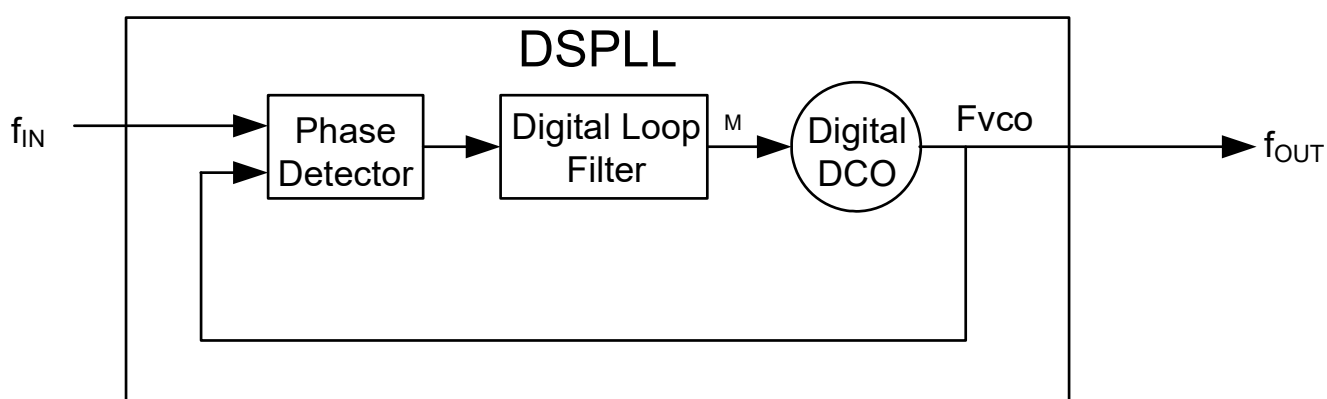 DSPLL
fIN
Phase
Detector
Digital Loop
Filter
M
Digital
DCO
Fvco
fOUT